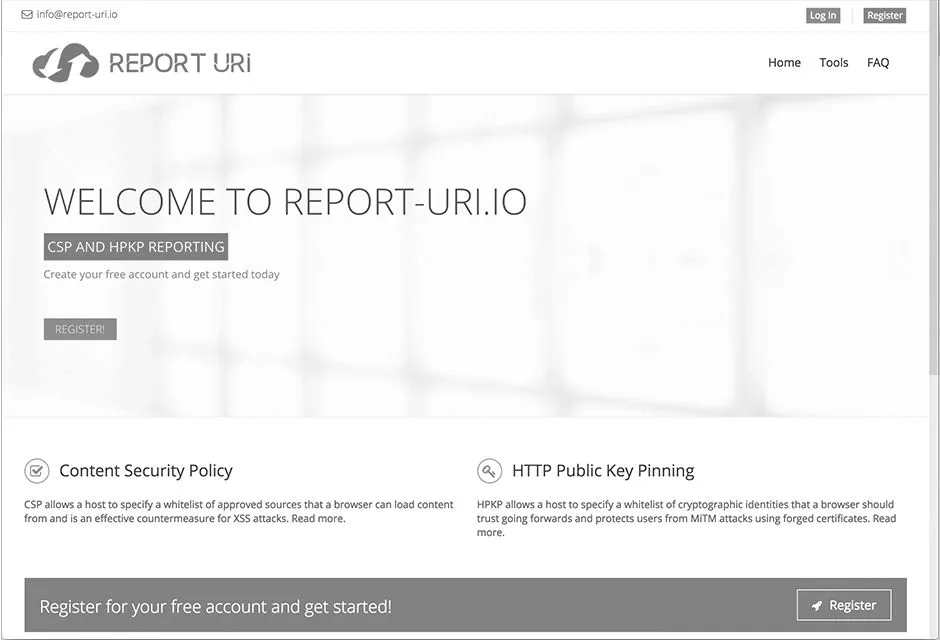 info@report-uri.io
Log In
Register
REPORT URi
Home
Tools
FAQ
WELCOME TO REPORT-URI.IO
CSP AND HPKP REPORTING
Create your free account and get started today
REGISTER!
Content Security Policy
CSP allows a host to specify a whitelist of approved sources that a browser can load content
from and is an effective countermeasure for XSS attacks. Read more.
HTTP Public Key Pinning
HPKP allows a host to specify a whitelist of cryptographic identities that a browser should
trust going forwards and protects users from MiTM attacks using forged certificates. Read
more.
Register for your free account and get started!
Register